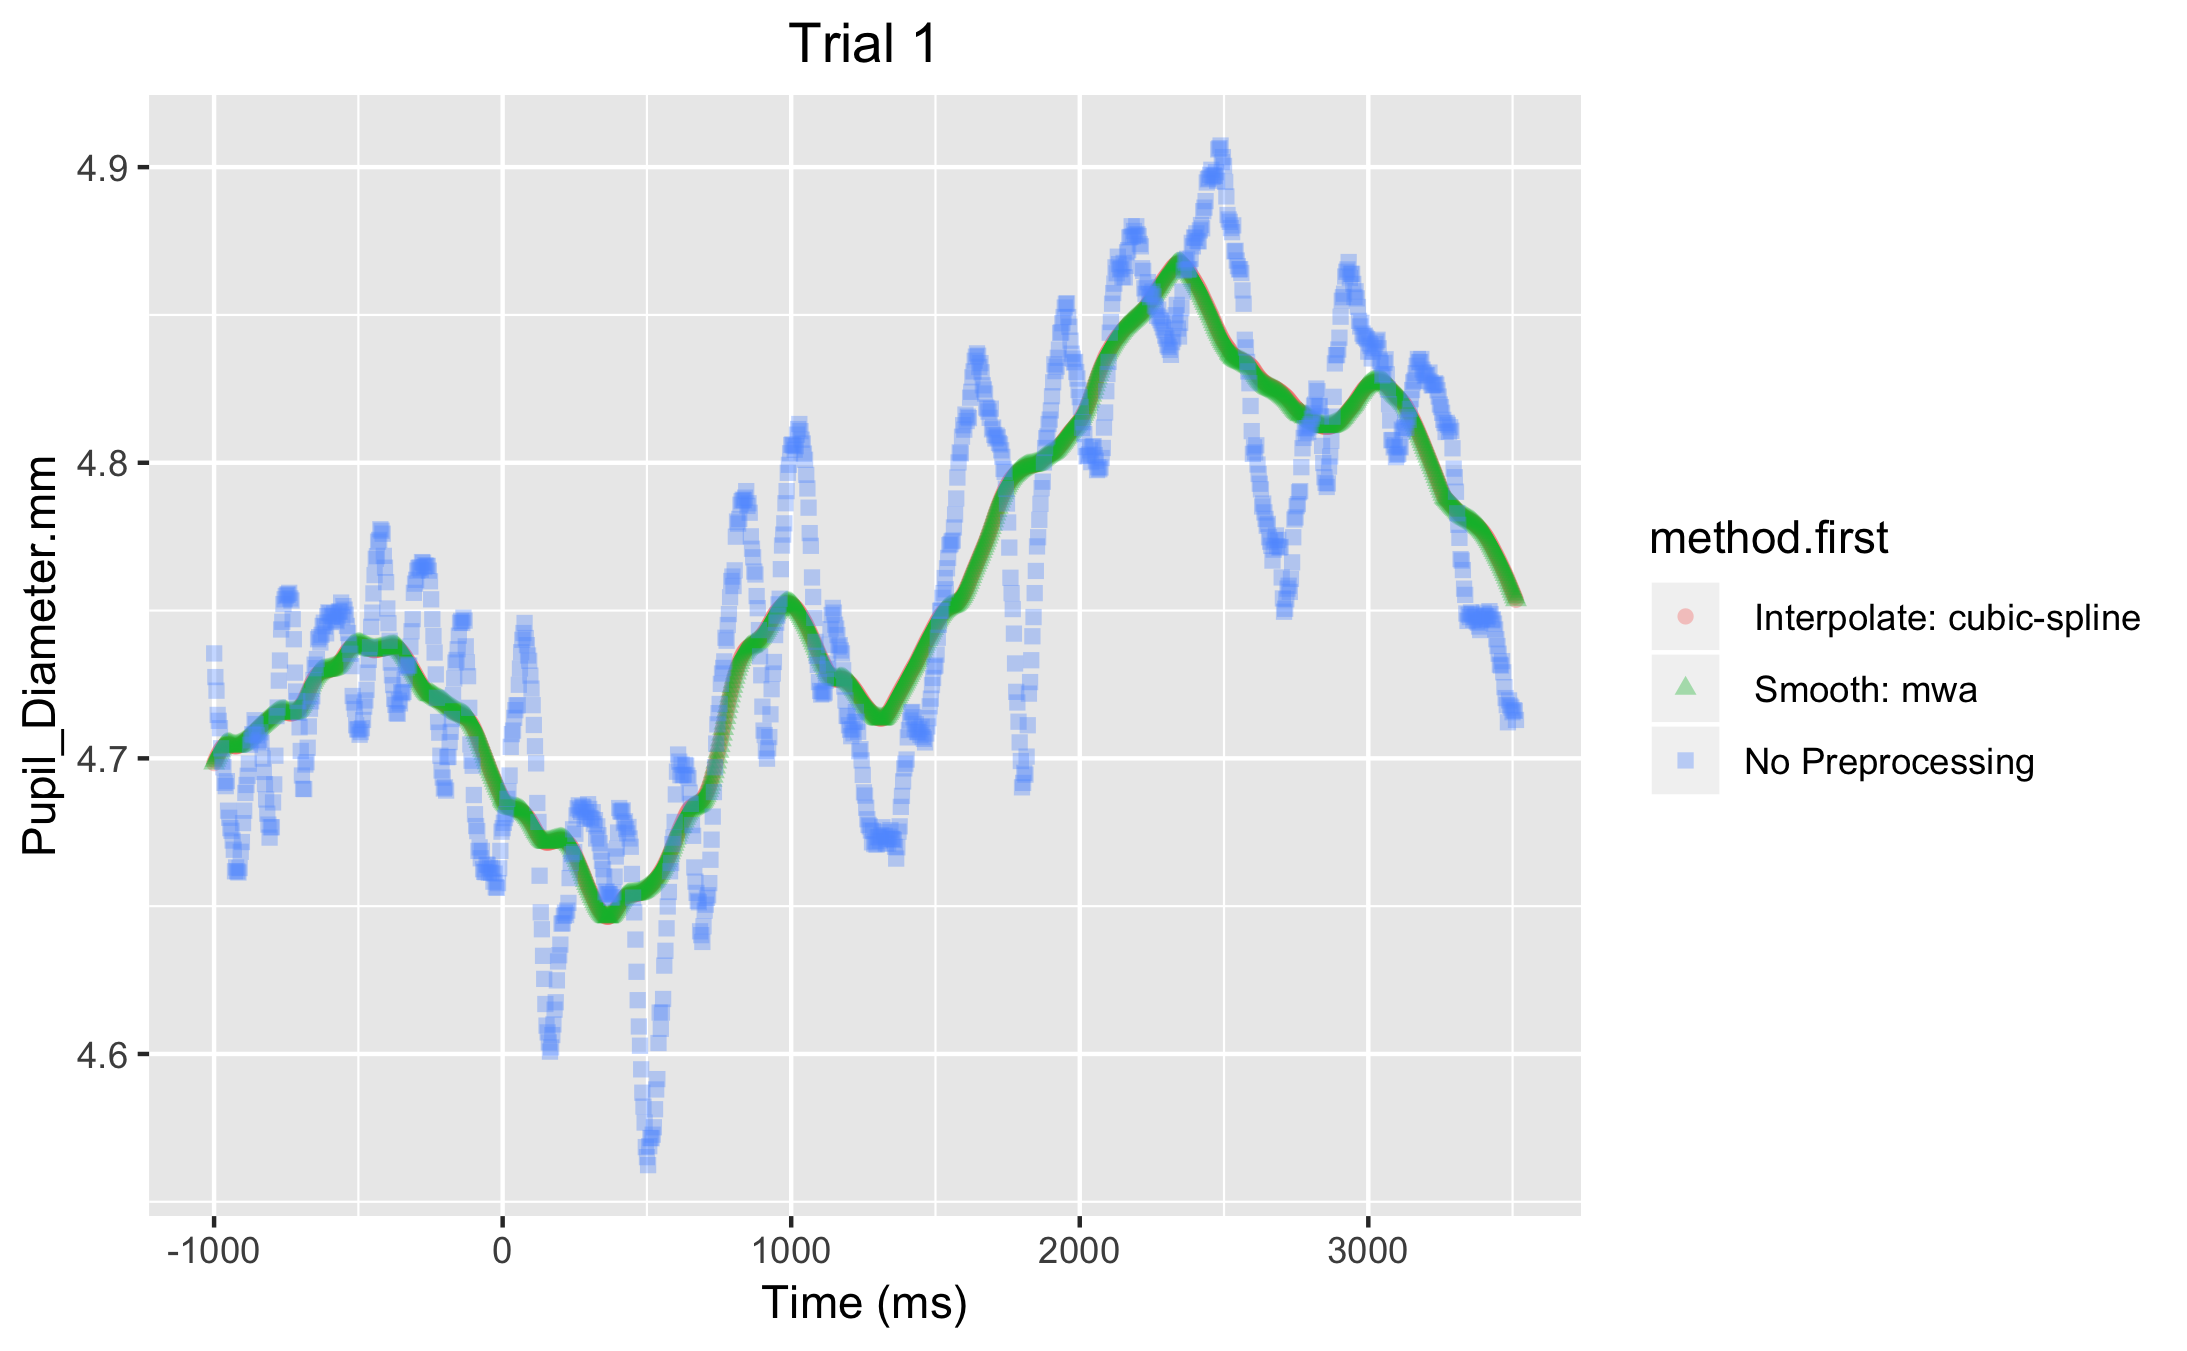 Trial 1
Pupil_Diameter.mm
4.9
4.8
4.7
4.6
-1000 0 1000 2000 3000
Time (ms)
method.first
Interpolate: cubic-spline
Smooth: mwa
No Preprocessing